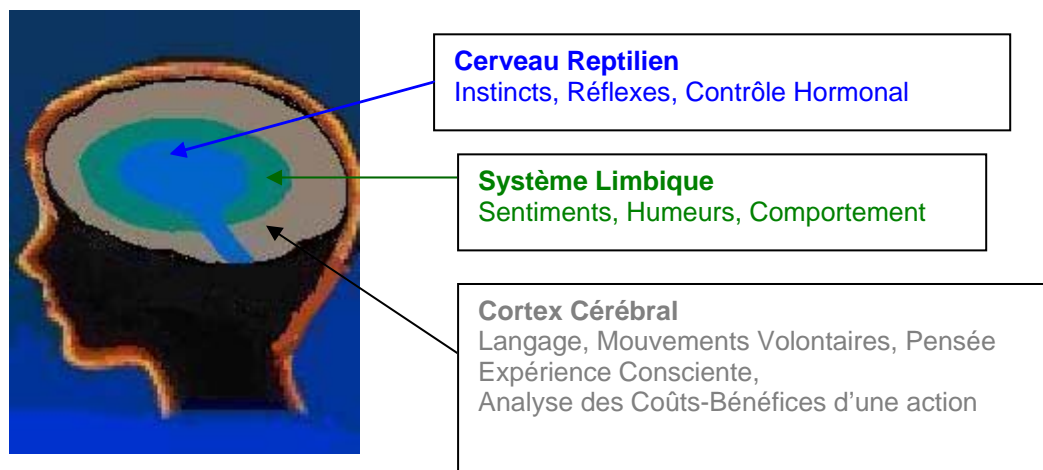 Cerveau Reptilien
Instincts, Réflexes, Contrôle Hormonal
Système Limbique
Sentiments, Humeurs, Comportement
Cortex Cérébral
Langage, Mouvements Volontaires, Pensée
Expérience Consciente,
Analyse des Coûts-Bénéfices d’une action